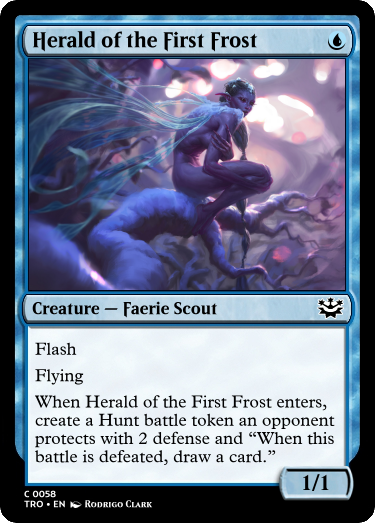 Herald of the First Frost
Creature — Faerie Scout
Flash
Flying
When Herald of the First Frost enters,
create a Hunt battle token an opponent
protects with 2 defense and “When this
battle is defeated, draw a card.”
1/1
C 0058
TRO • EN Rodrigo Clark